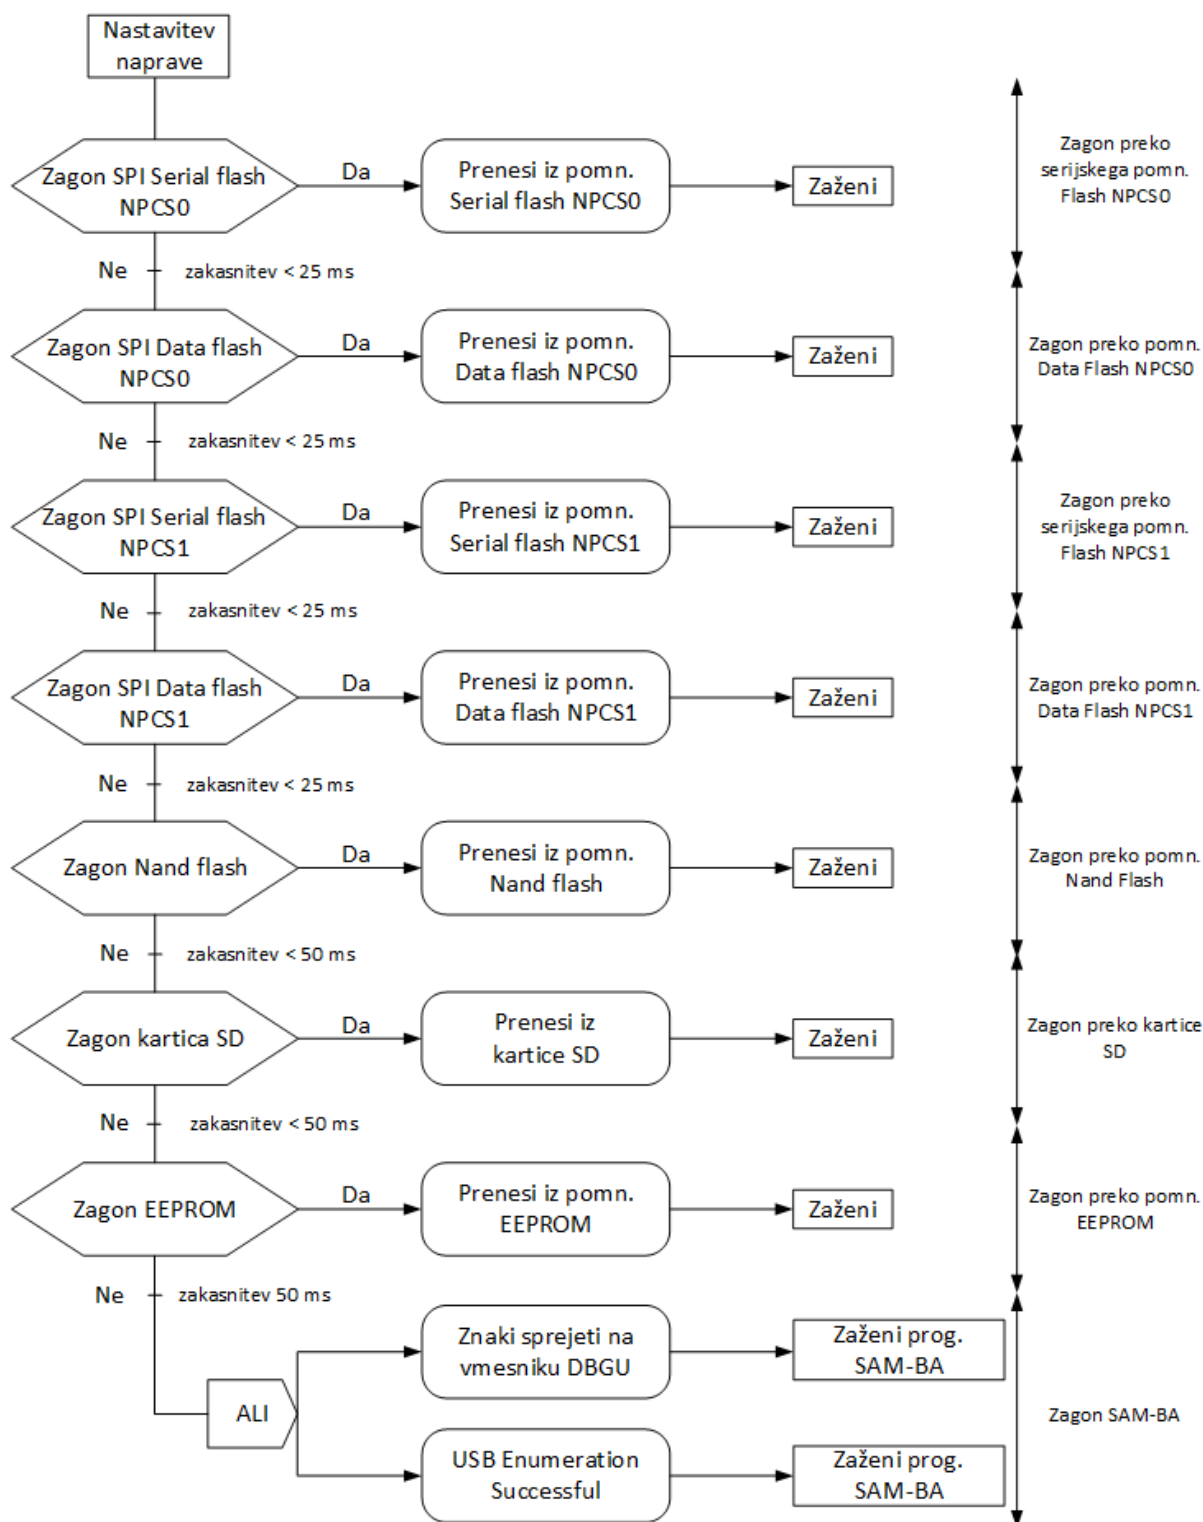 Nastavitev
naprave
Zagon SPI Serial flash
NPCS0
Da
Prenesi iz pomn.
Serial flash NPCS0
Zaženi
Zagon preko
serijskega pomn.
Flash NPCS0
Ne
zakasnitev < 25 ms
Zagon SPI Data flash
NPCS0
Da
Prenesi iz pomn.
Data flash NPCS0
Zaženi
Zagon preko pomn.
Data Flash NPCS0
Ne
zakasnitev < 25 ms
Zagon SPI Serial flash
NPCS1
Da
Prenesi iz pomn.
Serial flash NPCS1
Zaženi
Zagon preko
serijskega pomn.
Flash NPCS1
Ne
zakasnitev < 25 ms
Zagon SPI Data flash
NPCS1
Da
Prenesi iz pomn.
Data flash NPCS1
Zaženi
Zagon preko pomn.
Data Flash NPCS1
Ne
zakasnitev < 25 ms
Zagon Nand flash
Da
Prenesi iz pomn.
Nand flash
Zaženi
Zagon preko pomn.
Nand Flash
Ne
zakasnitev < 50 ms
Zagon kartica SD
Da
Prenesi iz
kartice SD
Zaženi
Zagon preko kartice
SD
Ne
zakasnitev < 50 ms
Zagon EEPROM
Da
Prenesi iz pomn.
EEPROM
Zaženi
Zagon preko pomn.
EEPROM
Ne
zakasnitev 50 ms
Znaki sprejeti na
vmesniku DBGU
Zaženi prog.
SAM-BA
ALI
Zagon SAM-BA
USB Enumeration
Successful
Zaženi prog.
SAM-BA